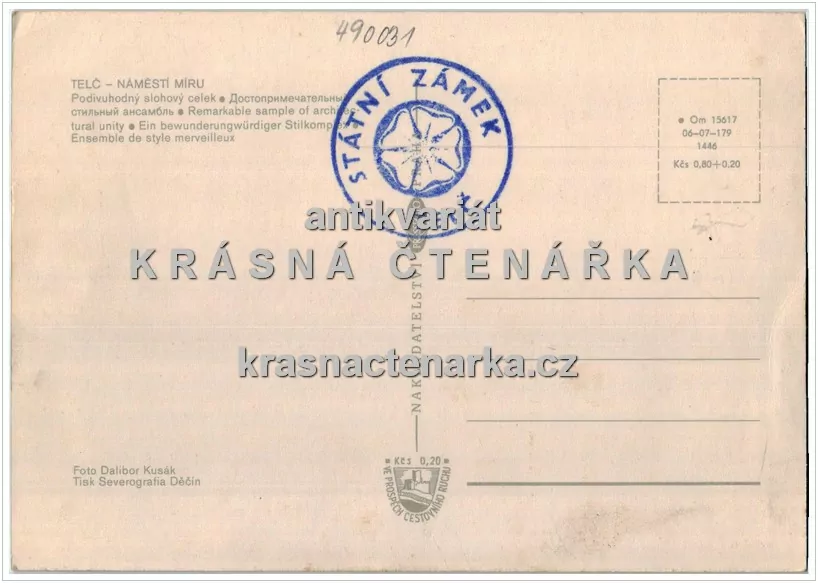 490031
STÁTNÍ ZÁMEK
TELČ – NÁMĚSTÍ MÍRU
Podivuhodný slohový celek ● Достопримечательный
стильный ансамбль ● Remarkable sample of architec-
tural unity ● Ein bewunderungwürdiger Stilkomplex
Ensemble de style merveilleux
● Om 15617
06-07-179
1446
Kčs 0,80+0,20
antikvariát
KRÁSNÁ ČTENÁŘKA
krasnactenarka.cz
NAKLADATELSTVÍ
Foto Dalibor Kusák
Tisk Severografia Děčín
● Kčs 0,20 ●
VE PROSPĚCH CESTOVNÍHO RUCHU